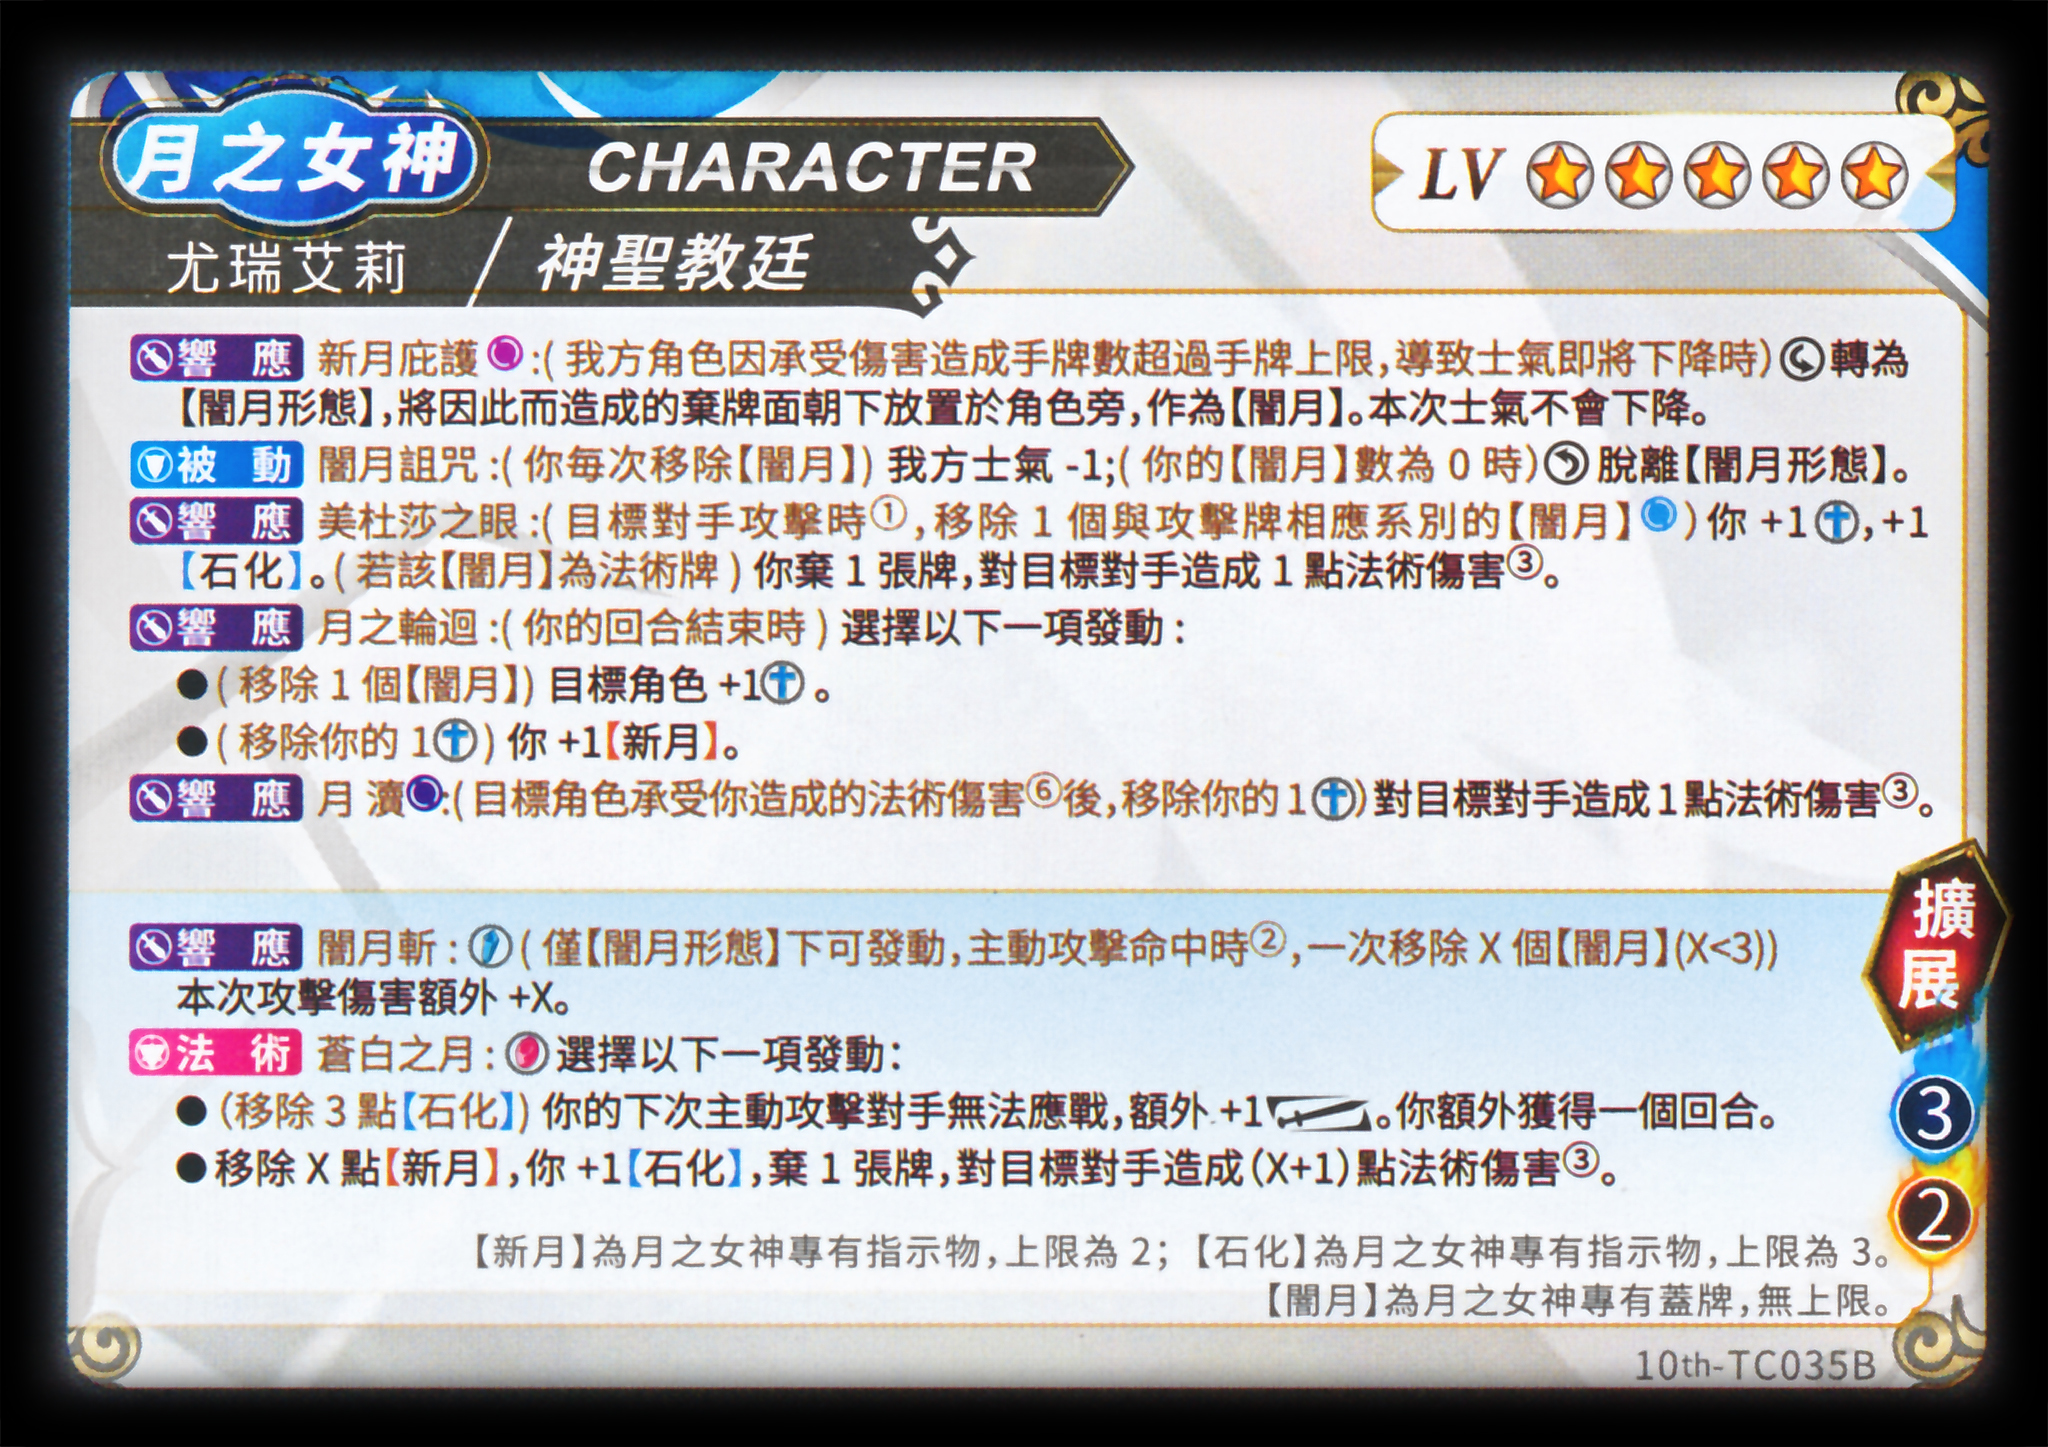 月之女神
CHARACTER
LV
尤瑞艾莉 / 神聖教廷
響應 新月庇護:(我方角色因承受傷害造成手牌數超過手牌上限,導致士氣即將下降時)轉為
【闇月形態】,將因此而造成的棄牌面朝下放置於角色旁,作為【闇月】。本次士氣不會下降。
被動 闇月詛咒:(你每次移除【闇月】)我方士氣 -1;(你的【闇月】數為 0 時)脫離【闇月形態】。
響應 美杜莎之眼:(目標對手攻擊時①,移除 1 個與攻擊牌相應系別的【闇月】)你 +1,+1
【石化】。(若該【闇月】為法術牌)你棄 1 張牌,對目標對手造成 1 點法術傷害③。
響應 月之輪迴:(你的回合結束時)選擇以下一項發動:
●(移除 1 個【闇月】)目標角色 +1。
●(移除你的 1)你 +1【新月】。
響應 月瀆:(目標角色承受你造成的法術傷害⑥後,移除你的 1)對目標對手造成 1 點法術傷害③。
擴展
響應 闇月斬:(僅【闇月形態】下可發動,主動攻擊命中時②,一次移除 X 個【闇月】(X<3))
本次攻擊傷害額外 +X。
法術 蒼白之月:選擇以下一項發動:
●(移除 3 點【石化】)你的下次主動攻擊對手無法應戰,額外 +1。你額外獲得一個回合。
●移除 X 點【新月】,你 +1【石化】,棄 1 張牌,對目標對手造成(X+1)點法術傷害③。
3
2
【新月】為月之女神專有指示物,上限為 2;【石化】為月之女神專有指示物,上限為 3。
【闇月】為月之女神專有蓋牌,無上限。
10th-TC035B